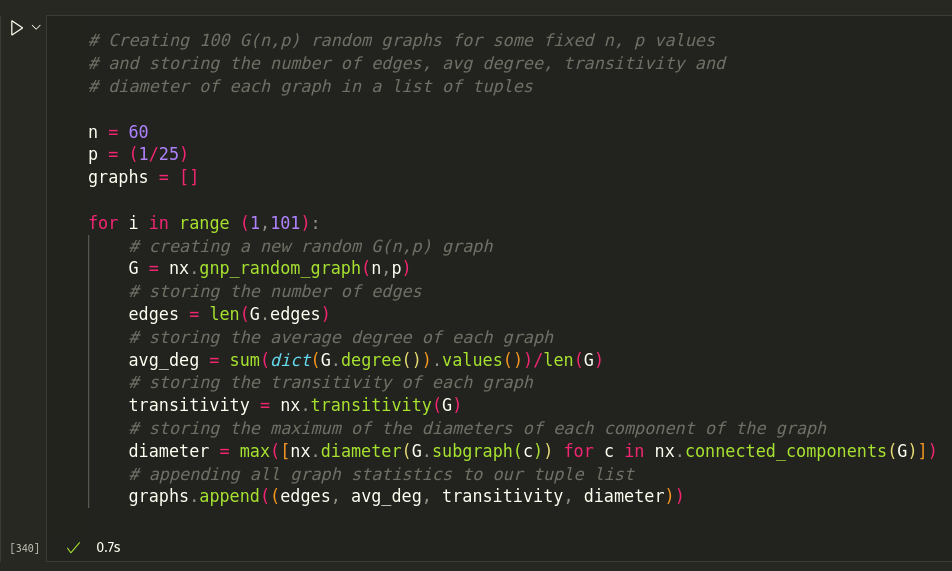 # Creating 100 G(n,p) random graphs for some fixed n, p values
# and storing the number of edges, avg degree, transitivity and
# diameter of each graph in a list of tuples
n = 60
p = (1/25)
graphs = []
for i in range (1,101):
    # creating a new random G(n,p) graph
    G = nx.gnp_random_graph(n,p)
    # storing the number of edges
    edges = len(G.edges)
    # storing the average degree of each graph
    avg_deg = sum(dict(G.degree()).values())/len(G)
    # storing the transitivity of each graph
    transitivity = nx.transitivity(G)
    # storing the maximum of the diameters of each component of the graph
    diameter = max([nx.diameter(G.subgraph(c)) for c in nx.connected_components(G)])
    # appending all graph statistics to our tuple list
    graphs.append((edges, avg_deg, transitivity, diameter))
[340] 0.7s